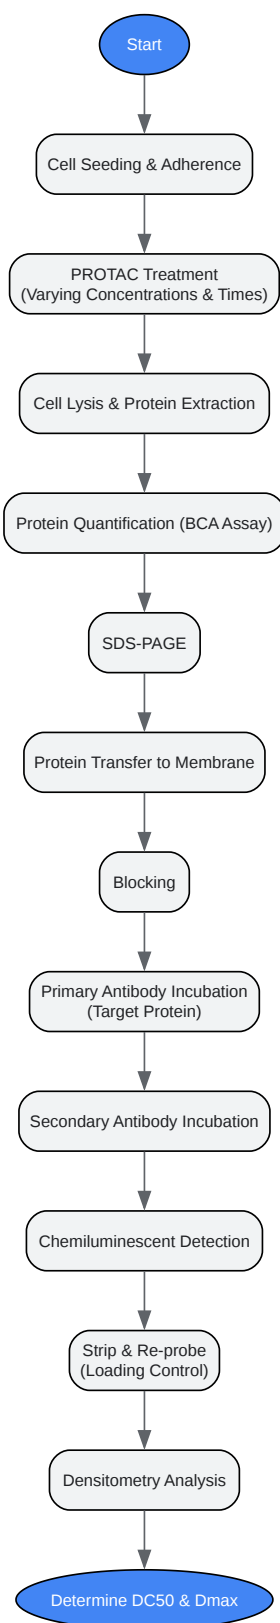 Start
Cell Seeding & Adherence
PROTAC Treatment
(Varying Concentrations & Times)
Cell Lysis & Protein Extraction
Protein Quantification (BCA Assay)
SDS-PAGE
Protein Transfer to Membrane
Blocking
Primary Antibody Incubation
(Target Protein)
Secondary Antibody Incubation
Chemiluminescent Detection
Strip & Re-probe
(Loading Control)
Densitometry Analysis
Determine DC50 & Dmax